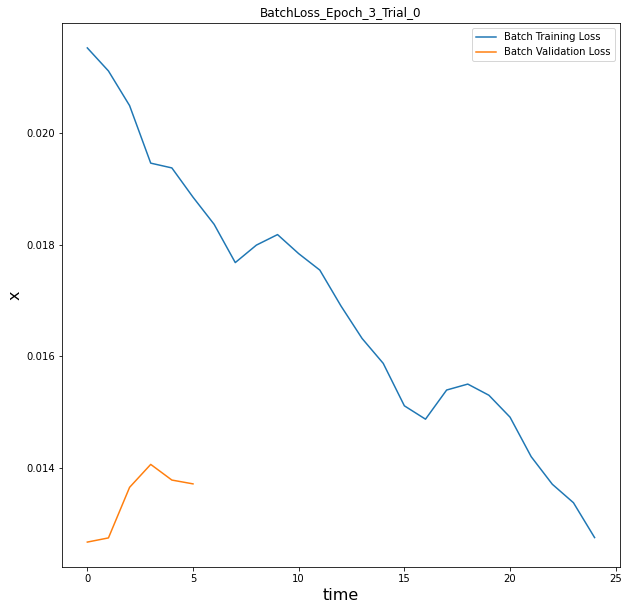 BatchLoss_Epoch_3_Trial_0
Batch Training Loss
Batch Validation Loss
0.020
0.018
0.016
0.014
x
0
5
10
15
20
25
time